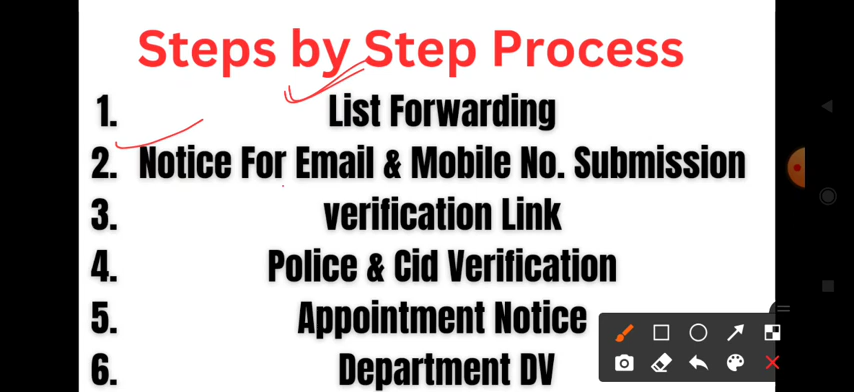 Steps by Step Process
1. List Forwarding
2. Notice For Email & Mobile No. Submission
3. verification Link
4. Police & Cid Verification
5. Appointment Notice
6. Department DV